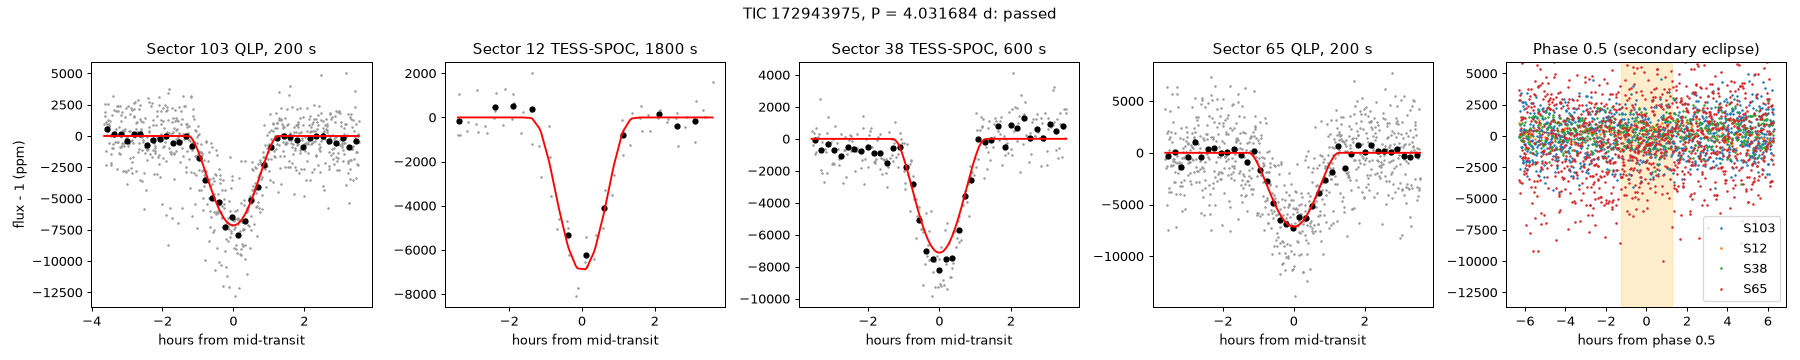 TIC 172943975, P = 4.031684 d: passed
Sector 103 QLP, 200 s
Sector 12 TESS-SPOC, 1800 s
Sector 38 TESS-SPOC, 600 s
Sector 65 QLP, 200 s
Phase 0.5 (secondary eclipse)
flux - 1 (ppm)
5000
2500
0
−2500
−5000
−7500
−10000
−12500
−4 −2 0 2 4
hours from mid-transit
2000
0
−2000
−4000
−6000
−8000
−2 0 2
hours from mid-transit
4000
2000
0
−2000
−4000
−6000
−8000
−10000
−2 0 2
hours from mid-transit
5000
0
−5000
−10000
−2 0 2
hours from mid-transit
5000
2500
0
−2500
−5000
−7500
−10000
−12500
S103
S12
S38
S65
−6 −4 −2 0 2 4 6
hours from phase 0.5